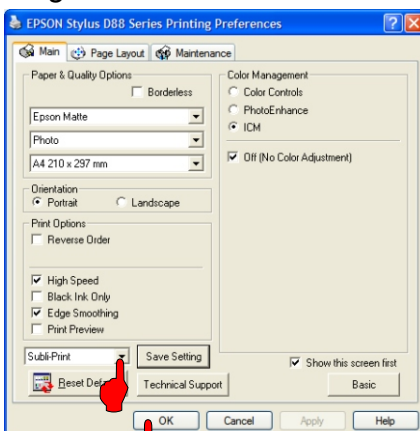 EPSON Stylus D88 Series Printing Preferences
Main Page Layout Maintenance
Paper & Quality Options
Borderless
Epson Matte
Photo
A4 210 x 297 mm
Orientation
Portrait Landscape
Print Options
Reverse Order
High Speed
Black Ink Only
Edge Smoothing
Print Preview
Color Management
Color Controls
PhotoEnhance
ICM
Off (No Color Adjustment)
Subli-Print Save Setting
Show this screen first
Reset Technical Support Basic
OK Cancel Apply Help